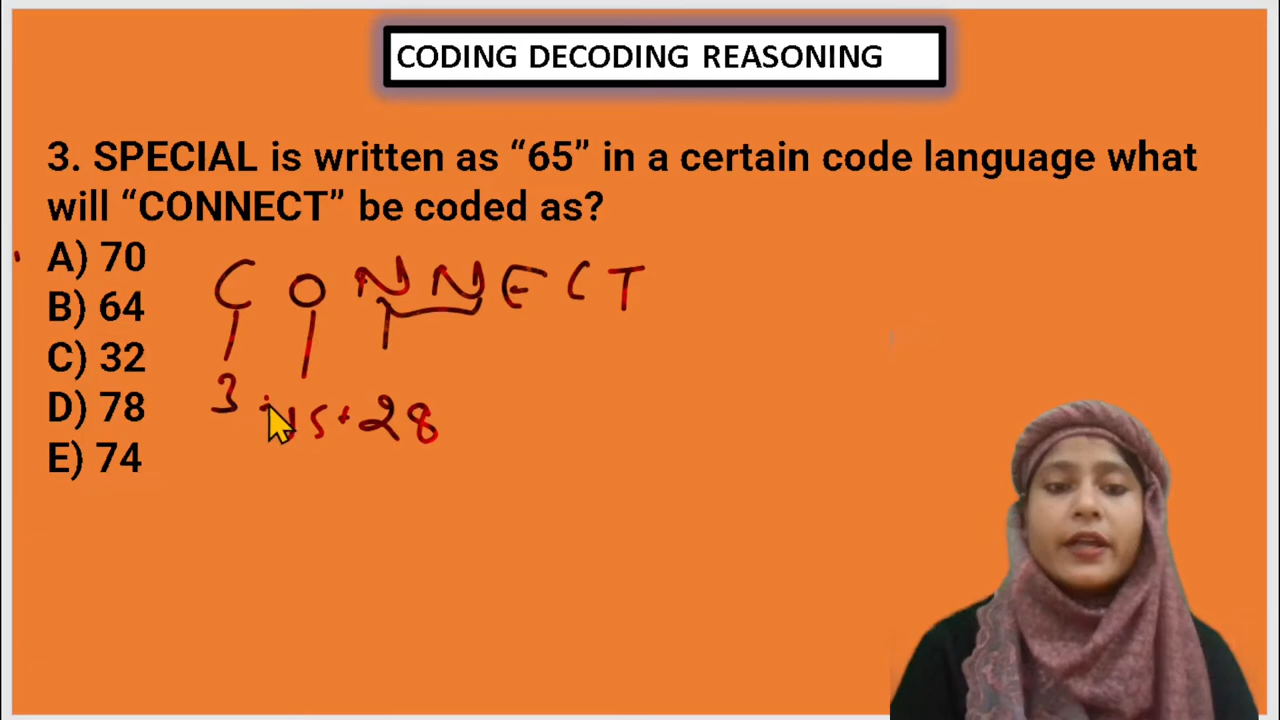 CODING DECODING REASONING
3. SPECIAL is written as “65” in a certain code language what
will “CONNECT” be coded as?
A) 70
B) 64
C) 32
D) 78
E) 74
C O N N E C T
3 + 15 + 28